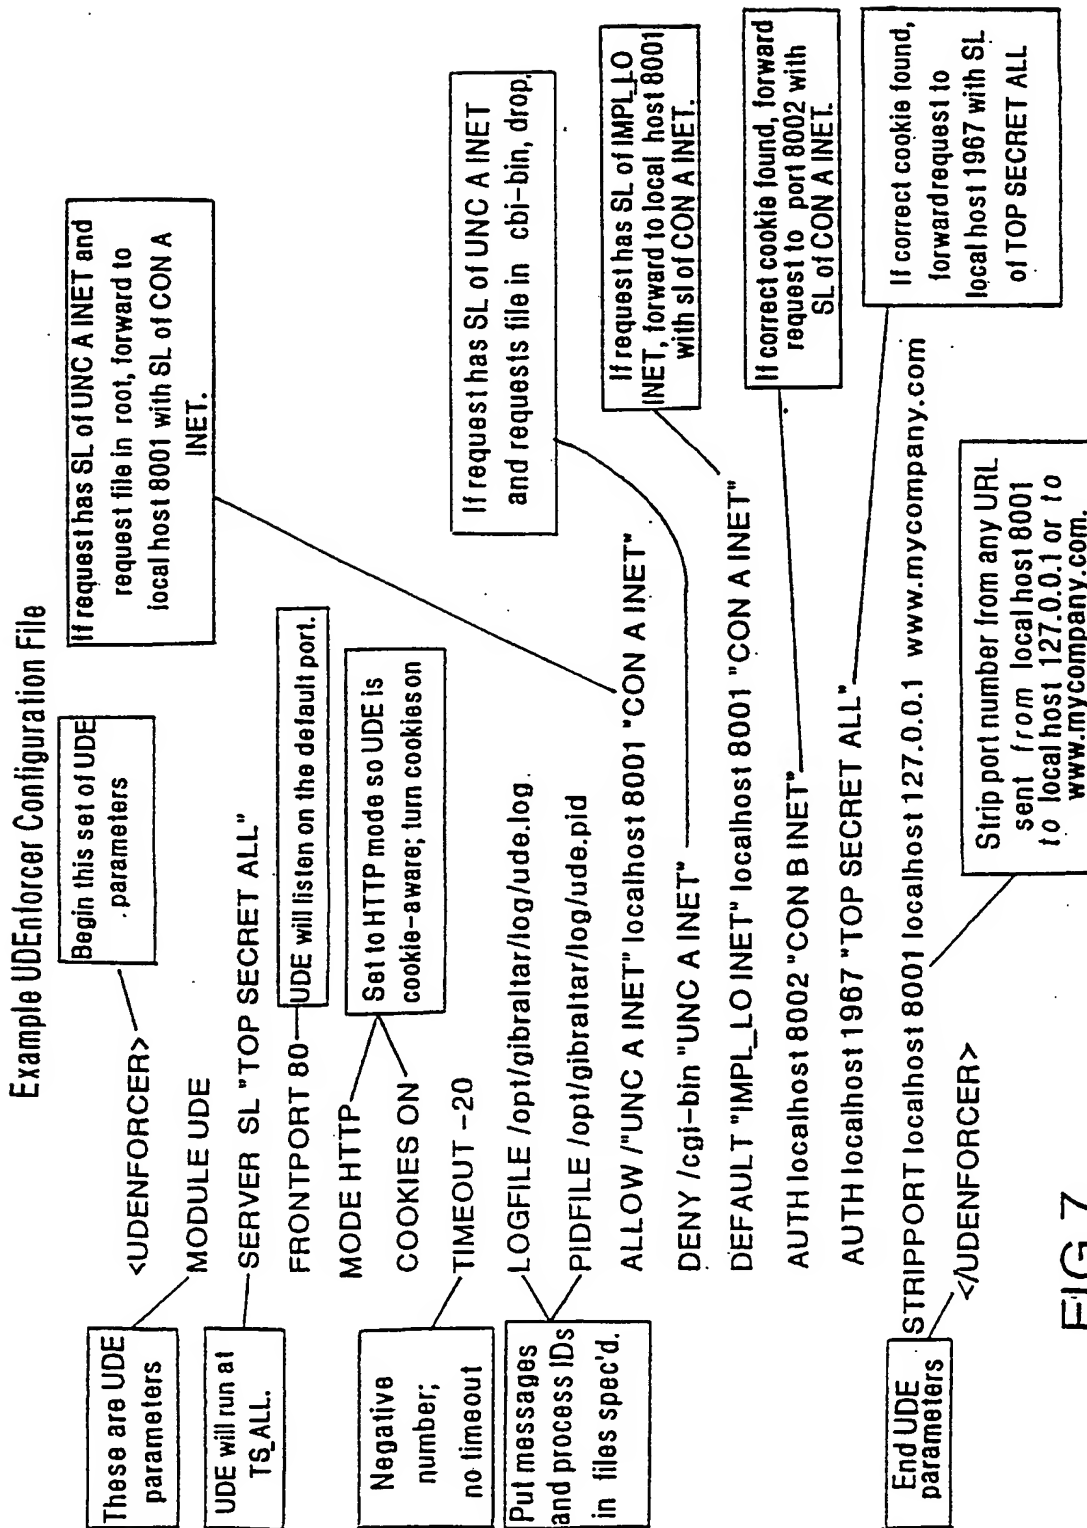 Example UDEnforcer Configuration File
<UDENFORCER>
Begin this set of UDE
parameters
MODULE UDE
These are UDE
parameters
SERVER SL "TOP SECRET ALL"
UDE will run at
TS_ALL.
FRONTPORT 80
UDE will listen on the default port.
MODE HTTP
COOKIES ON
Set to HTTP mode so UDE is
cookie-aware; turn cookies on
TIMEOUT -20
Negative
number;
no timeout
LOGFILE /opt/gibraltar/log/ude.log
PIDFILE /opt/gibraltar/log/ude.pid
Put messages
and process IDs
in files spec'd.
ALLOW /"UNC A INET" localhost 8001 "CON A INET"
If request has SL of UNC A INET and
request file in root, forward to
local host 8001 with SL of CON A
INET.
DENY /cgi-bin "UNC A INET"
If request has SL of UNC A INET
and requests file in cbi-bin, drop.
DEFAULT "IMPL_LO INET" localhost 8001 "CON A INET"
If request has SL of IMPL_LO
INET, forward to local host 8001
with sl of CON A INET.
AUTH localhost 8002 "CON B INET"
If correct cookie found, forward
request to port 8002 with
SL of CON A INET.
AUTH localhost 1967 "TOP SECRET ALL"
If correct cookie found,
forward request to
local host 1967 with SL
of TOP SECRET ALL
STRIPPORT localhost 8001 localhost 127.0.0.1 www.mycompany.com
Strip port number from any URL
sent from local host 8001
to local host 127.0.0.1 or to
www.mycompany.com.
</UDENFORCER>
End UDE
parameters
FIG. 7